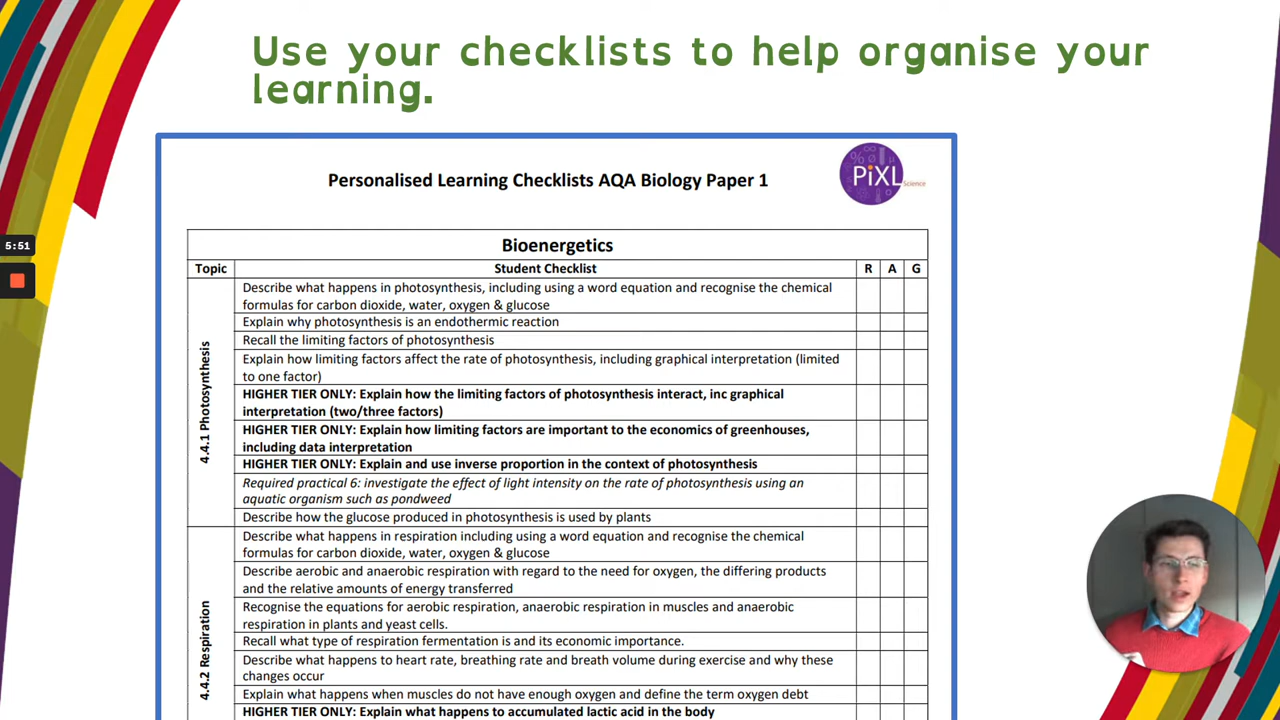 Use your checklists to help organise your
learning.
PiXL
Science
Personalised Learning Checklists AQA Biology Paper 1
Bioenergetics
Topic Student Checklist R A G
4.4.1 Photosynthesis
Describe what happens in photosynthesis, including using a word equation and recognise the chemical
formulas for carbon dioxide, water, oxygen & glucose
Explain why photosynthesis is an endothermic reaction
Recall the limiting factors of photosynthesis
Explain how limiting factors affect the rate of photosynthesis, including graphical interpretation (limited
to one factor)
HIGHER TIER ONLY: Explain how the limiting factors of photosynthesis interact, inc graphical
interpretation (two/three factors)
HIGHER TIER ONLY: Explain how limiting factors are important to the economics of greenhouses,
including data interpretation
HIGHER TIER ONLY: Explain and use inverse proportion in the context of photosynthesis
Required practical 6: investigate the effect of light intensity on the rate of photosynthesis using an
aquatic organism such as pondweed
Describe how the glucose produced in photosynthesis is used by plants
4.4.2 Respiration
Describe what happens in respiration including using a word equation and recognise the chemical
formulas for carbon dioxide, water, oxygen & glucose
Describe aerobic and anaerobic respiration with regard to the need for oxygen, the differing products
and the relative amounts of energy transferred
Recognise the equations for aerobic respiration, anaerobic respiration in muscles and anaerobic
respiration in plants and yeast cells.
Recall what type of respiration fermentation is and its economic importance.
Describe what happens to heart rate, breathing rate and breath volume during exercise and why these
changes occur
Explain what happens when muscles do not have enough oxygen and define the term oxygen debt
HIGHER TIER ONLY: Explain what happens to accumulated lactic acid in the body
5:51